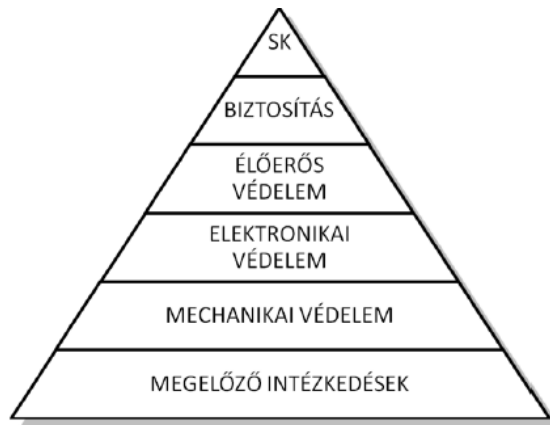 SK
BIZTOSÍTÁS
ÉLŐERŐS
VÉDELEM
ELEKTRONIKAI
VÉDELEM
MECHANIKAI VÉDELEM
MEGELŐZŐ INTÉZKEDÉSEK